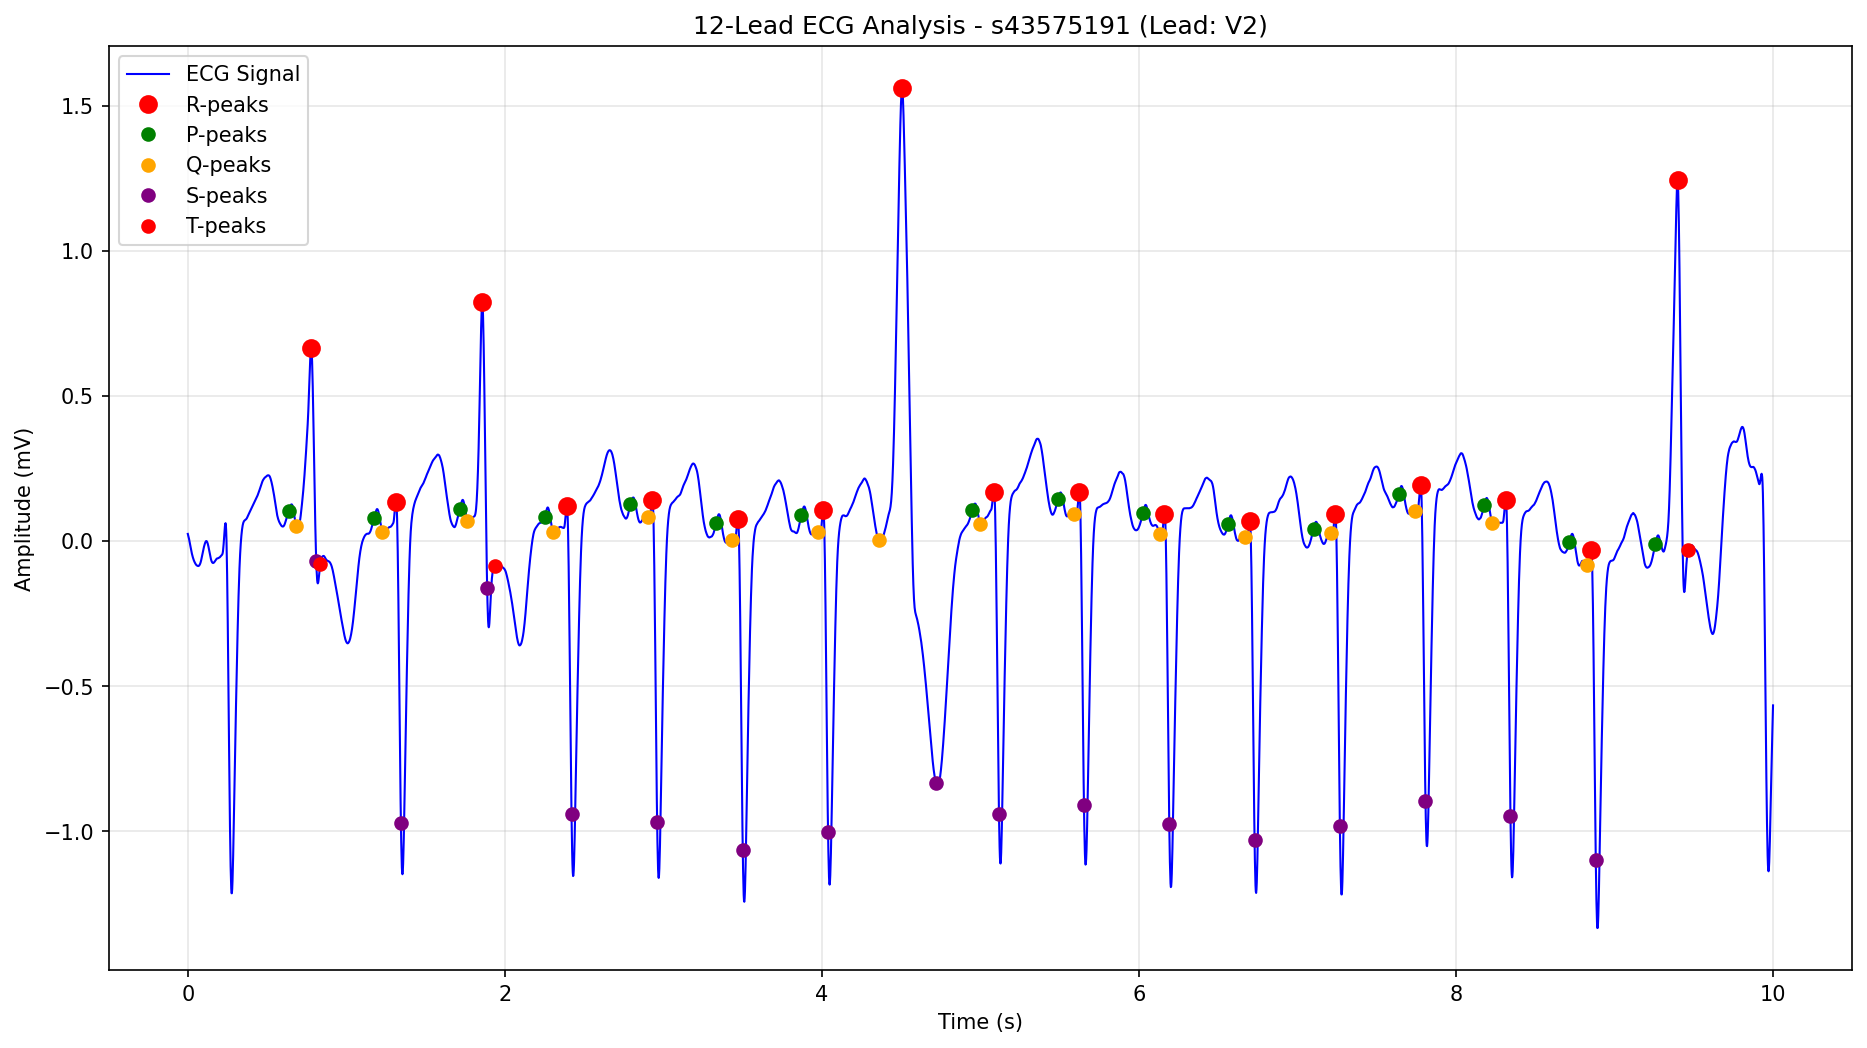 12-Lead ECG Analysis - s43575191 (Lead: V2)
ECG Signal
R-peaks
P-peaks
Q-peaks
S-peaks
T-peaks
Amplitude (mV)
1.5
1.0
0.5
0.0
−0.5
−1.0
0 2 4 6 8 10
Time (s)